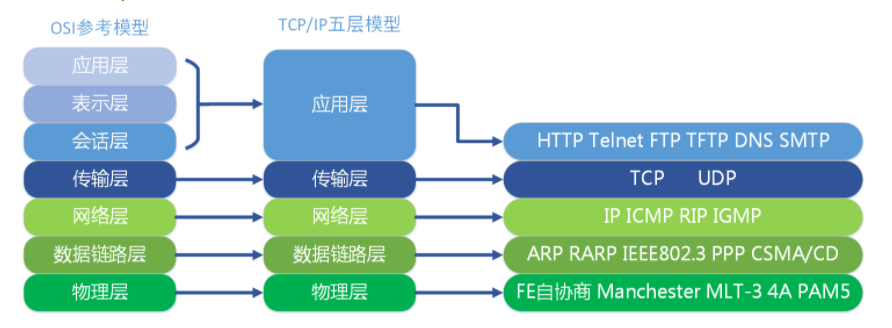 OSI参考模型
TCP/IP五层模型
应用层
表示层
会话层
传输层
网络层
数据链路层
物理层
应用层
传输层
网络层
数据链路层
物理层
HTTP Telnet FTP TFTP DNS SMTP
TCP UDP
IP ICMP RIP IGMP
ARP RARP IEEE802.3 PPP CSMA/CD
FE自协商 Manchester MLT-3 4A PAM5